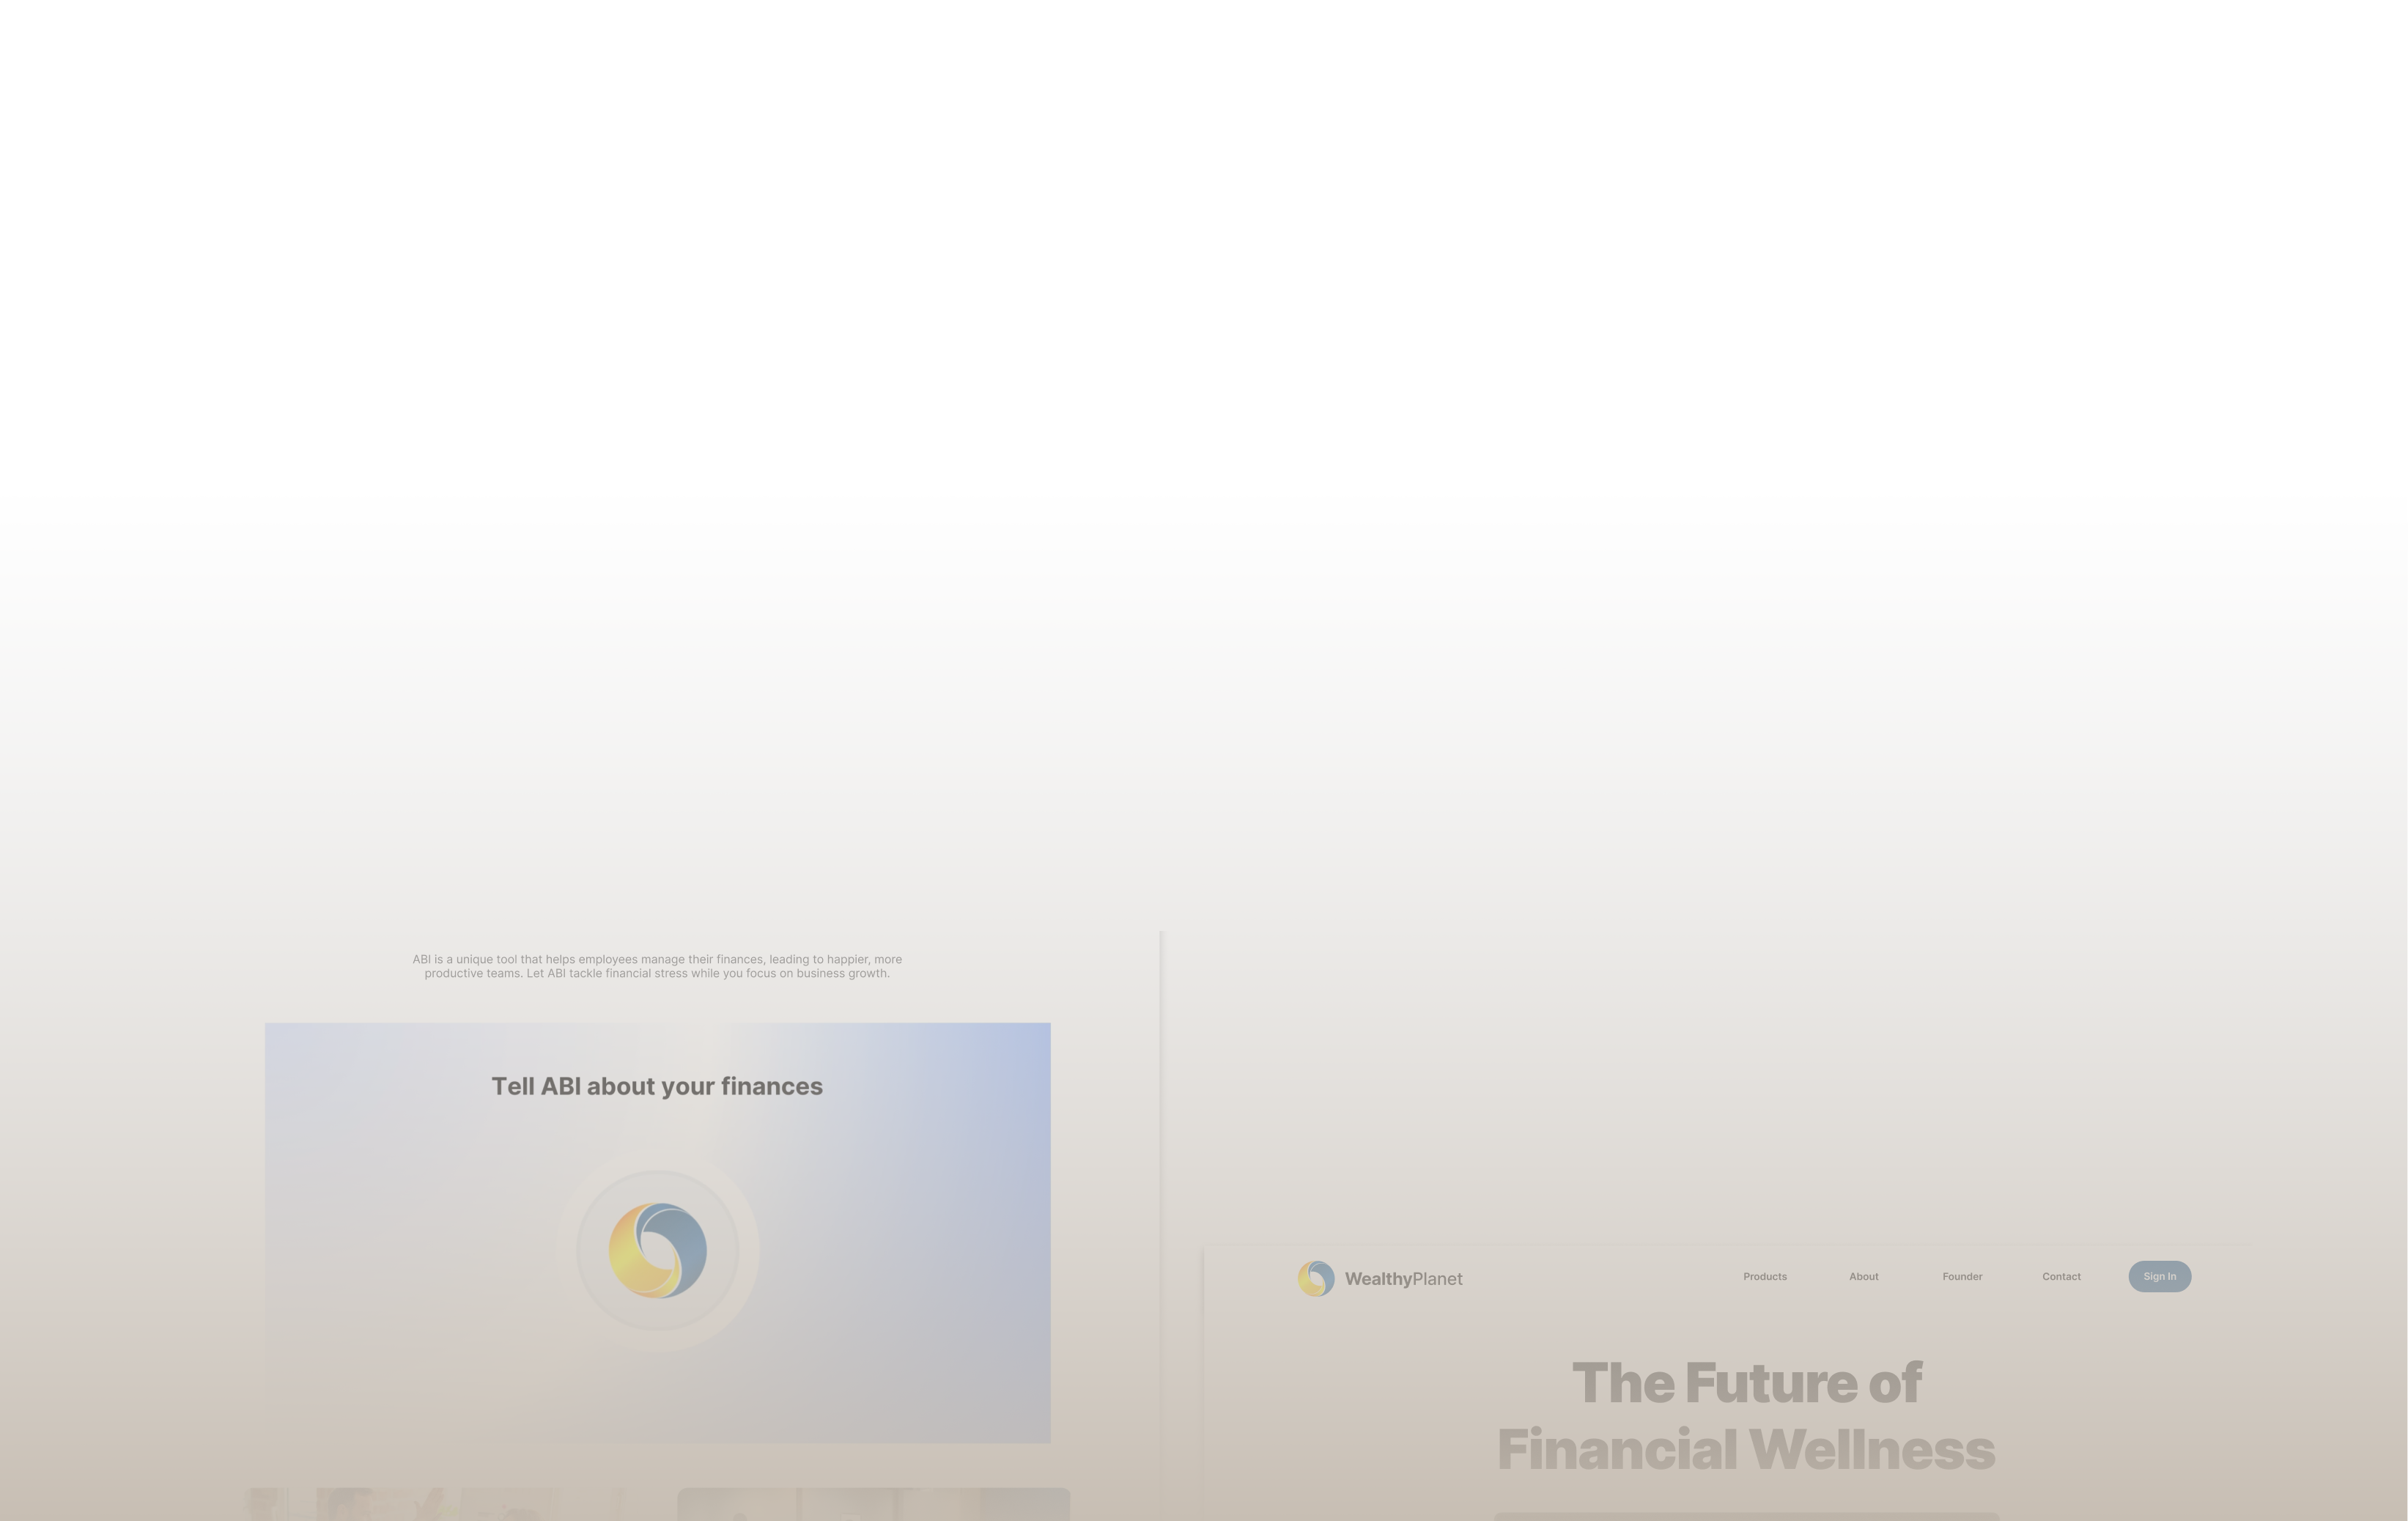 ABI is a unique tool that helps employees manage their finances, leading to happier, more
productive teams. Let ABI tackle financial stress while you focus on business growth.
Tell ABI about your finances
WealthyPlanet
Products
About
Founder
Contact
Sign In
The Future of
Financial Wellness